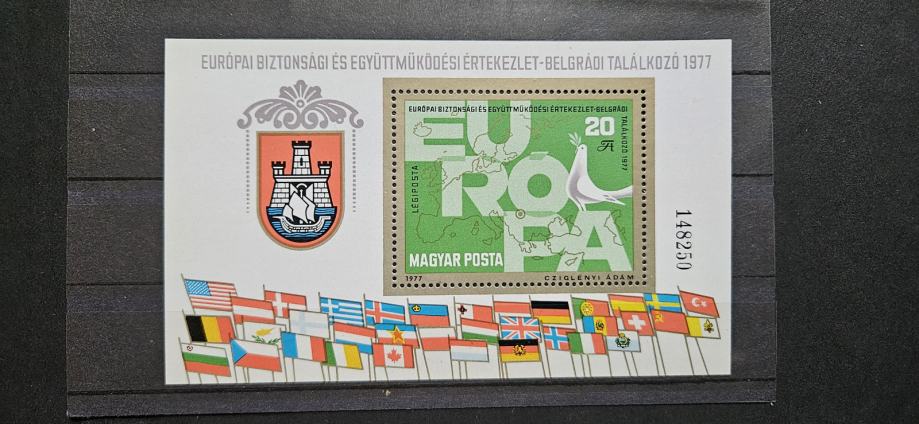 EURÓPAI BIZTONSÁGI ÉS EGYÜTTMŰKÖDÉSI ÉRTEKEZLET-BELGRÁDI TALÁLKOZÓ 1977
EURÓPAI BIZTONSÁGI ÉS EGYÜTTMŰKÖDÉSI ÉRTEKEZLET-BELGRÁDI
TALÁLKOZÓ 1977
20 Ft
EU
RÓ
PA
LÉGIPOSTA
MAGYAR POSTA
1977
CZIGLÉNYI ÁDÁM
148250